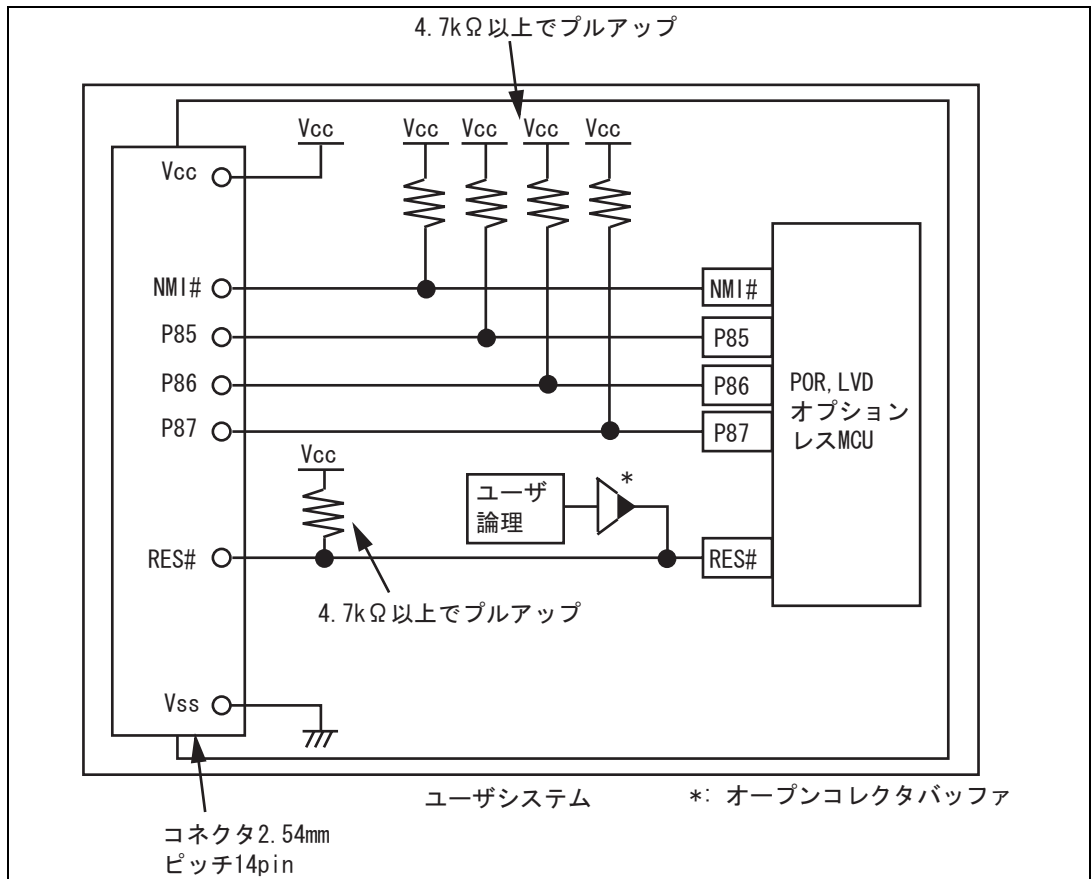 4.7kΩ以上でプルアップ
Vcc
Vcc
Vcc
Vcc
Vcc
Vcc
NMI#
NMI#
P85
P85
P86
P86
P87
P87
POR,LVD
オプション
レスMCU
Vcc
ユーザ
論理
*
RES#
RES#
4.7kΩ以上でプルアップ
Vss
ユーザシステム
*: オープンコレクタバッファ
コネクタ2.54mm
ピッチ14pin